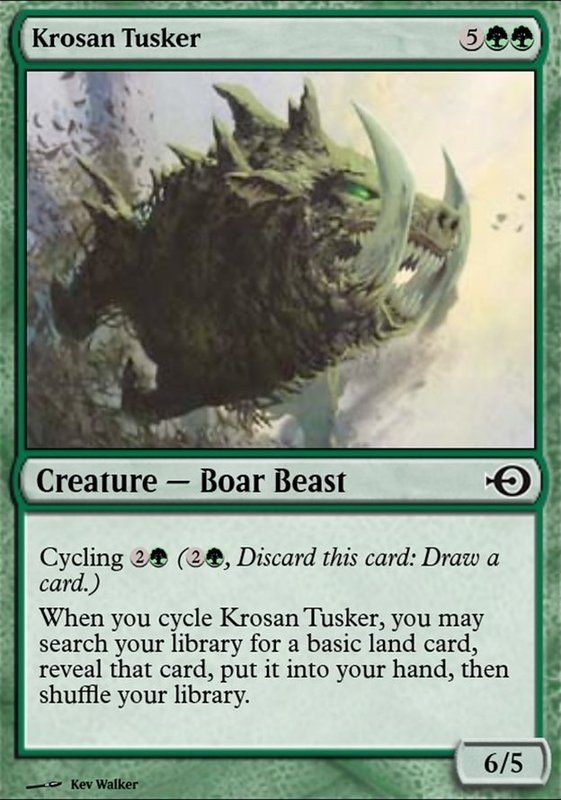 Krosan Tusker 5
Creature — Boar Beast
Cycling 2 (2, Discard this card: Draw a
card.)
When you cycle Krosan Tusker, you may
search your library for a basic land card,
reveal that card, put it into your hand, then
shuffle your library.
6/5
Kev Walker